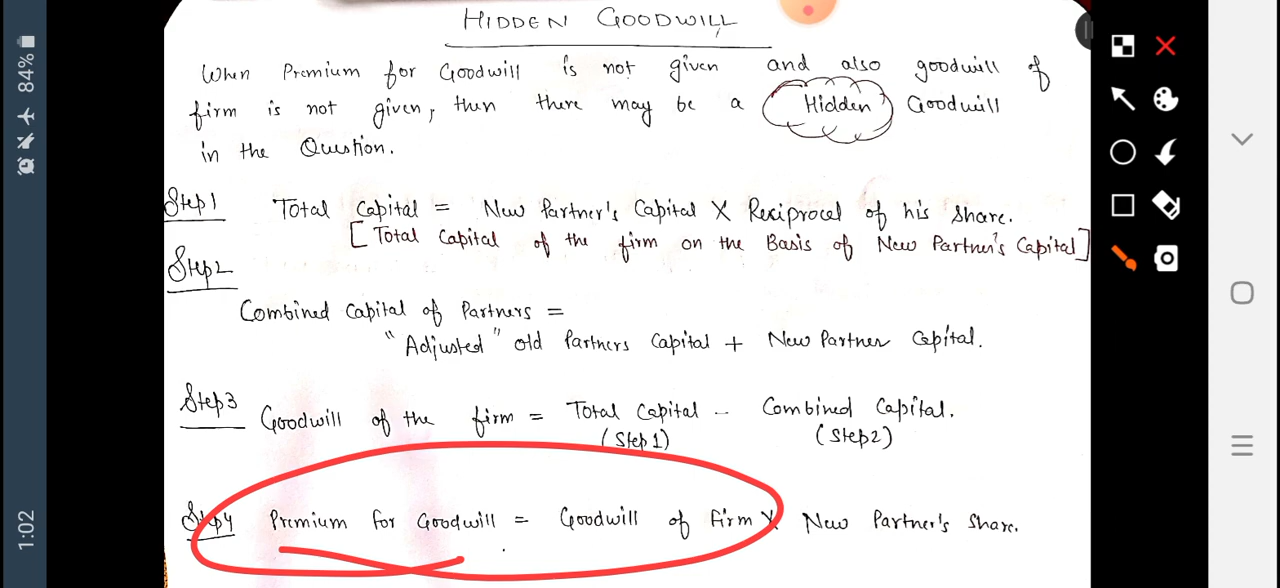 HIDDEN GOODWILL
When Premium for Goodwill is not given and also goodwill of
firm is not given, then there may be a Hidden Goodwill
in the Question.
Step1 Total Capital = New Partner's Capital X Reciprocal of his Share.
[Total Capital of the firm on the Basis of New Partner's Capital]
Step2
Combined Capital of Partners =
"Adjusted" old Partners Capital + New Partner Capital.
Step3 Goodwill of the firm = Total Capital - Combined Capital.
(Step1) (Step2)
Step4 Premium for Goodwill = Goodwill of firm X New Partner's Share.
84%
1:02